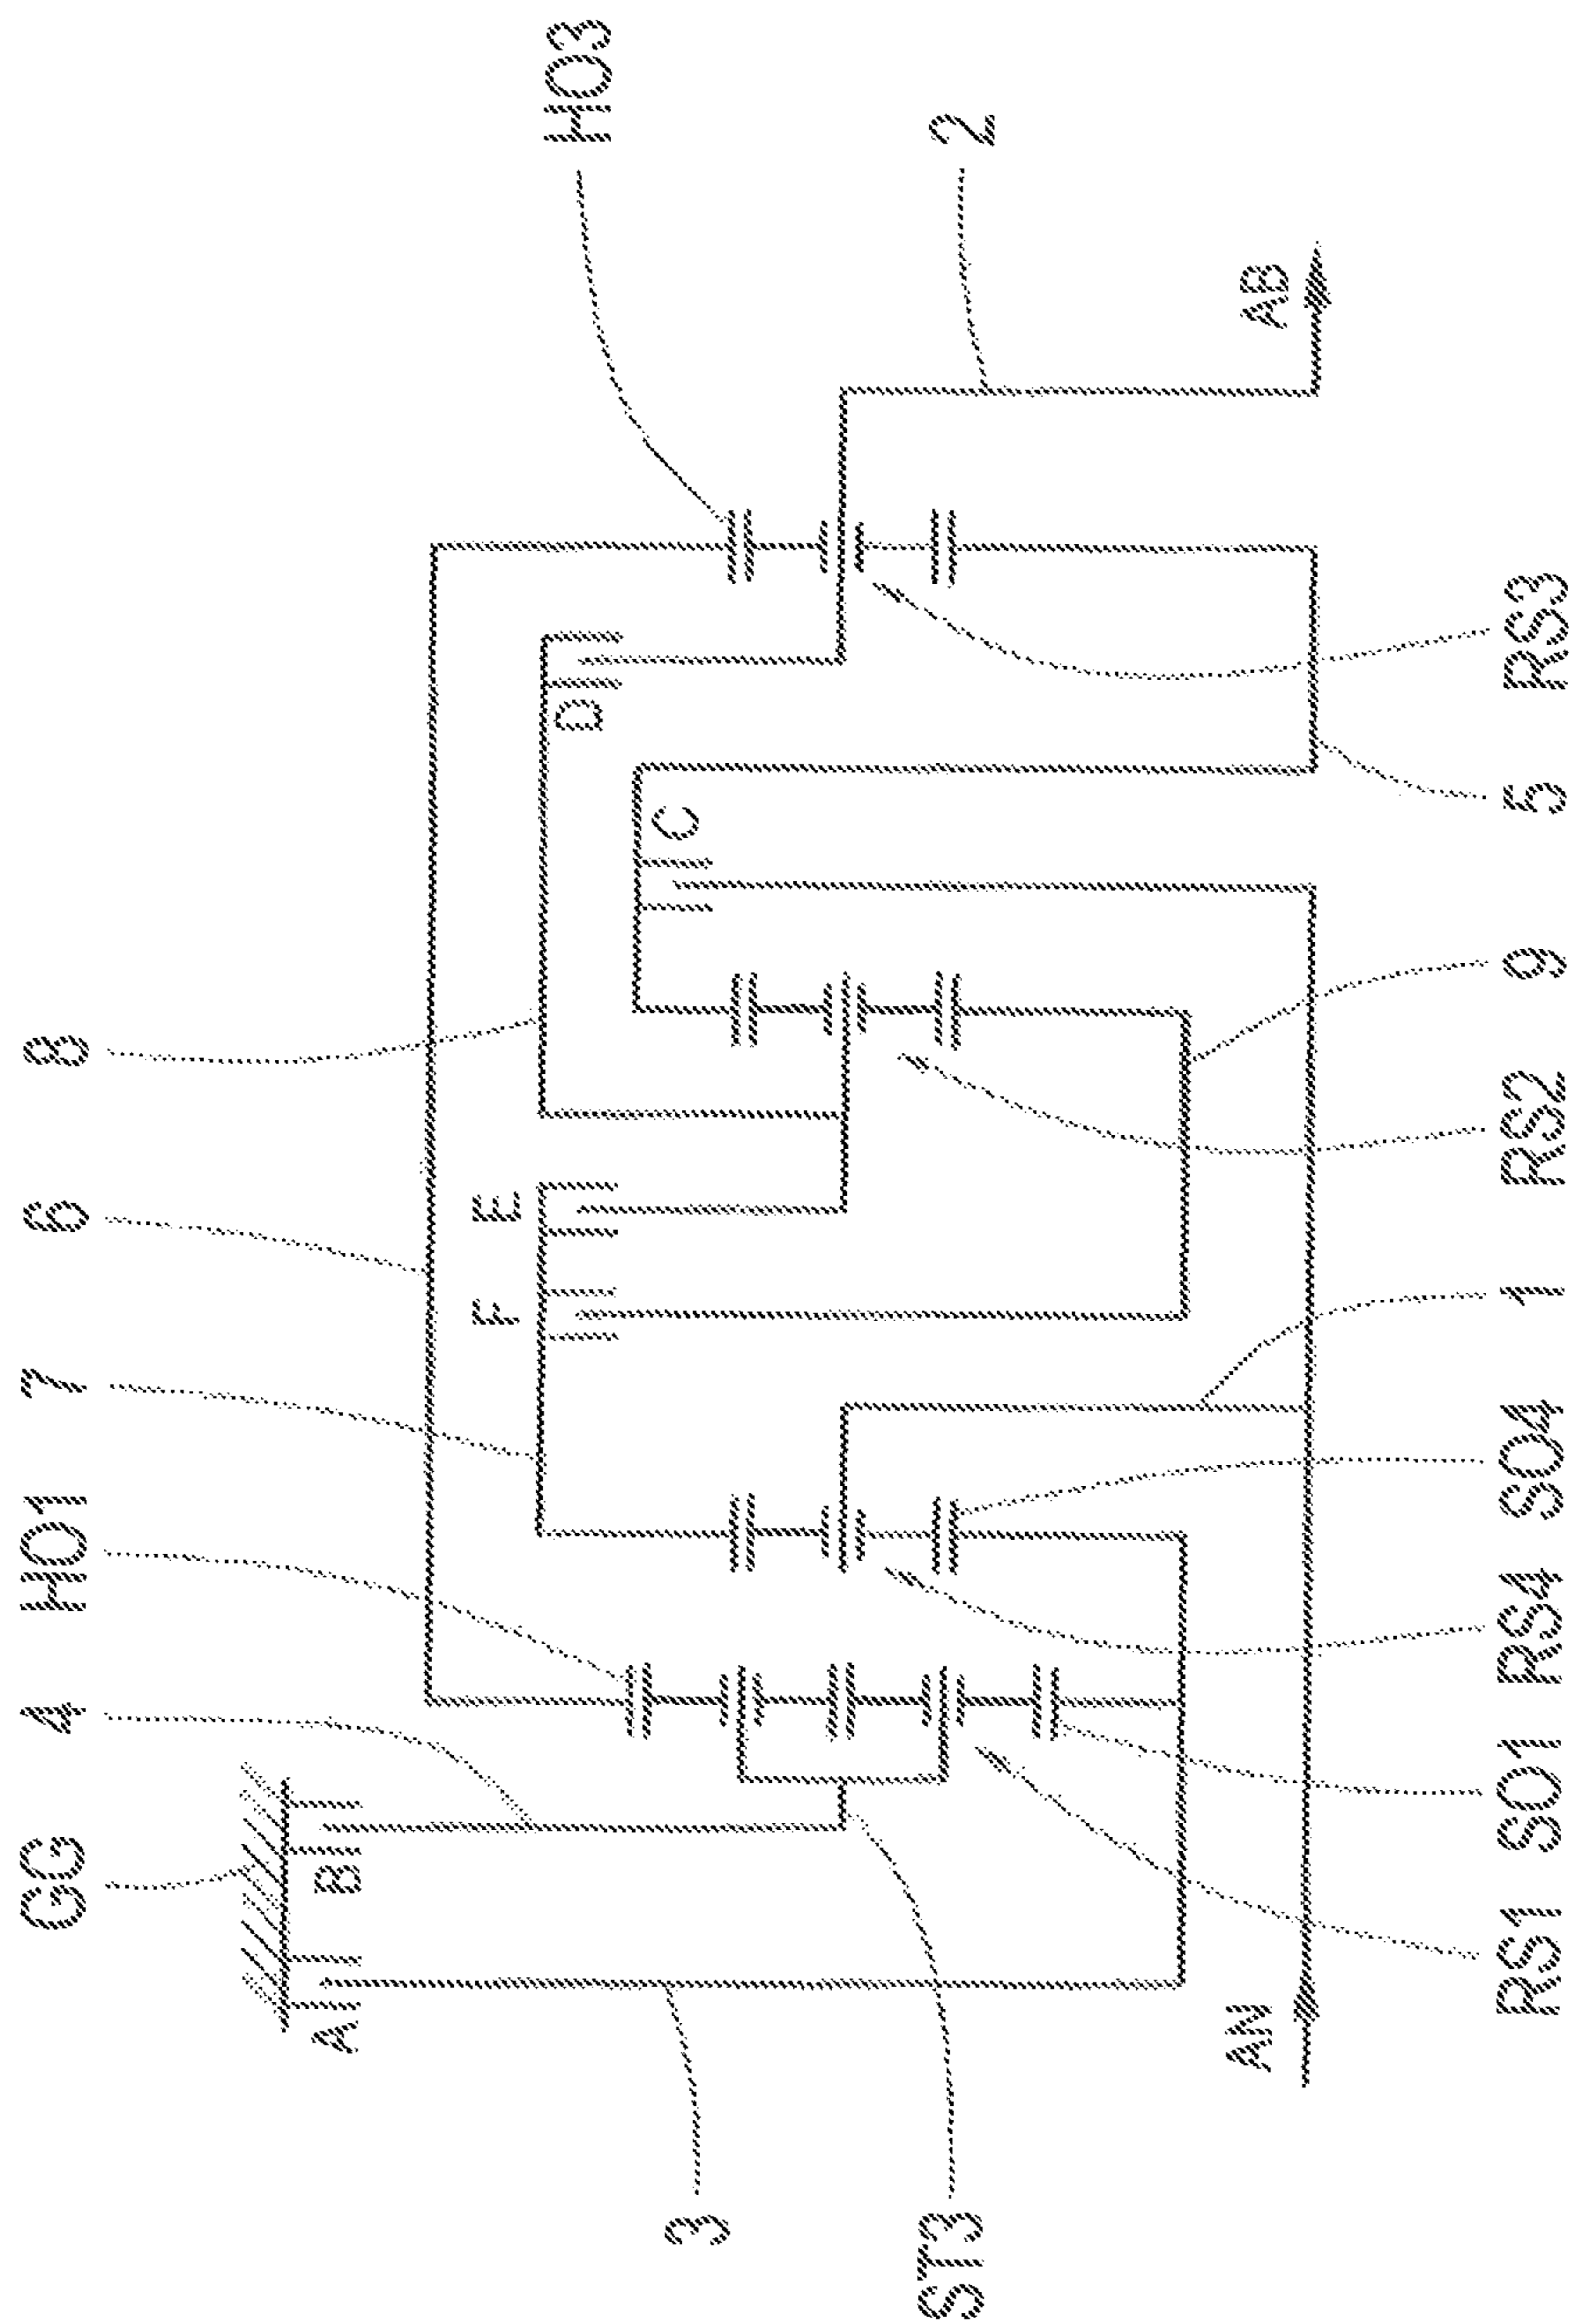 GG 4 HO1 7 6 8
HO3
2
A B F E D
C
AN AB
3
ST3
RS1 SO1 RS4 SO4 1 RS2 9 5 RS3